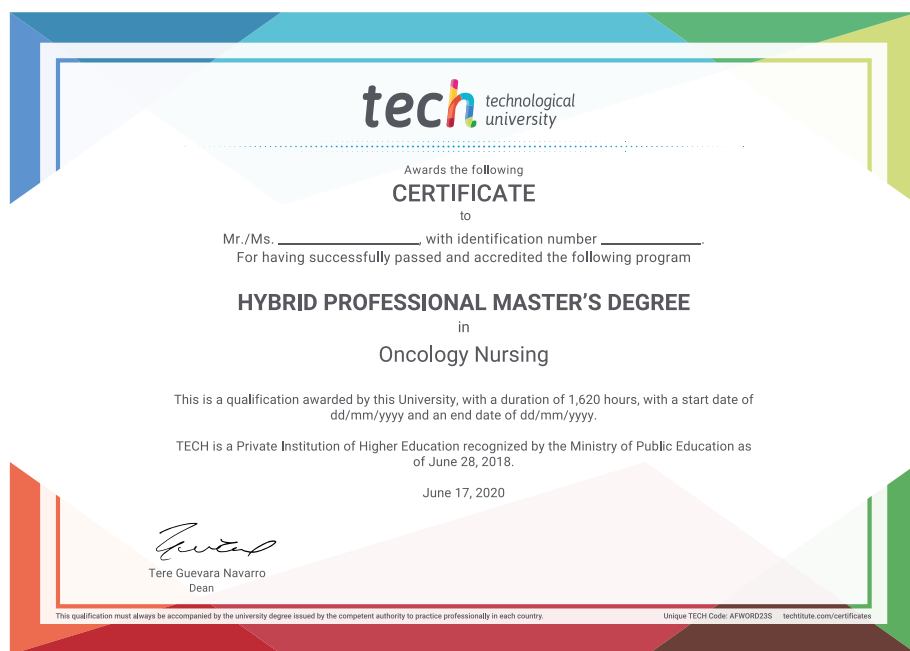 tech technological
university
Awards the following
CERTIFICATE
to
Mr./Ms. ____________________, with identification number ______________.
For having successfully passed and accredited the following program
HYBRID PROFESSIONAL MASTER'S DEGREE
in
Oncology Nursing
This is a qualification awarded by this University, with a duration of 1,620 hours, with a start date of
dd/mm/yyyy and an end date of dd/mm/yyyy.
TECH is a Private Institution of Higher Education recognized by the Ministry of Public Education as
of June 28, 2018.
June 17, 2020
Tere Guevara Navarro
Dean
This qualification must always be accompanied by the university degree issued by the competent authority to practice professionally in each country.
Unique TECH Code: AFWORD23S techtitute.com/certificates